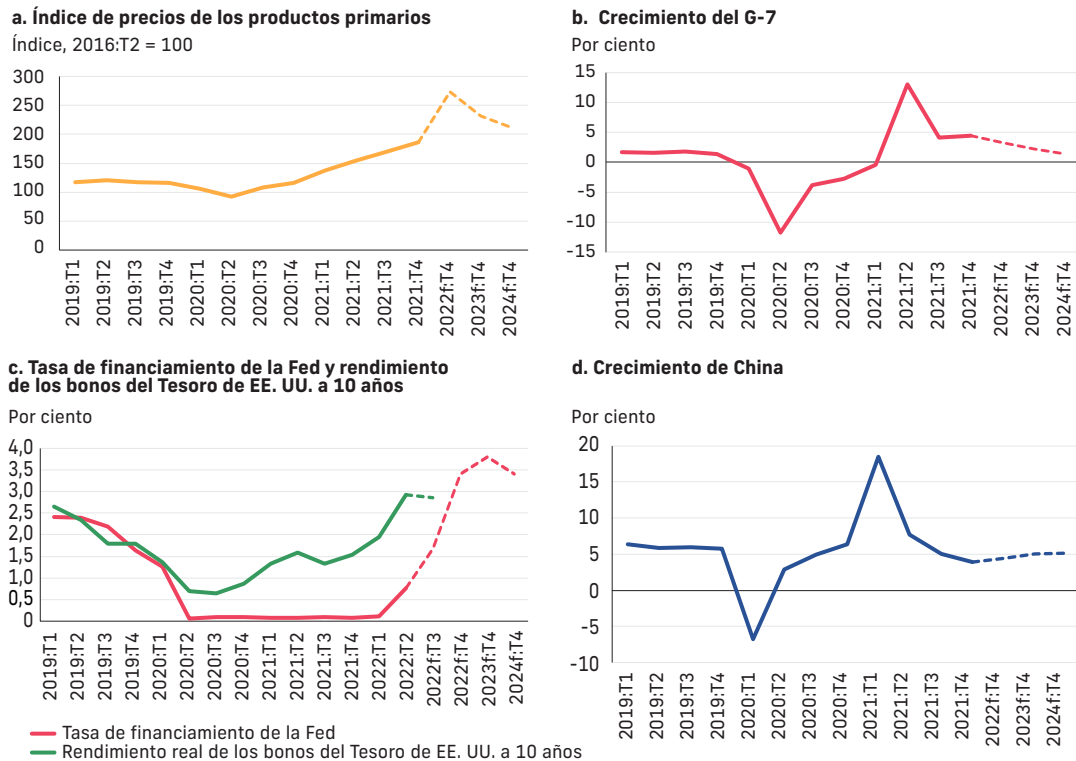 a. Índice de precios de los productos primarios
Índice, 2016:T2 = 100
300
250
200
150
100
50
0
2019:T1
2019:T2
2019:T3
2019:T4
2020:T1
2020:T2
2020:T3
2020:T4
2021:T1
2021:T2
2021:T3
2021:T4
2022f:T4
2023f:T4
2024f:T4
b. Crecimiento del G-7
Por ciento
15
10
5
0
-5
-10
-15
2019:T1
2019:T2
2019:T3
2019:T4
2020:T1
2020:T2
2020:T3
2020:T4
2021:T1
2021:T2
2021:T3
2021:T4
2022f:T4
2023f:T4
2024f:T4
c. Tasa de financiamiento de la Fed y rendimiento
de los bonos del Tesoro de EE. UU. a 10 años
Por ciento
4,0
3,5
3,0
2,5
2,0
1,5
1,0
0,5
0
2019:T1
2019:T2
2019:T3
2019:T4
2020:T1
2020:T2
2020:T3
2020:T4
2021:T1
2021:T2
2021:T3
2021:T4
2022:T1
2022:T2
2022f:T3
2022f:T4
2023f:T4
2024f:T4
Tasa de financiamiento de la Fed
Rendimiento real de los bonos del Tesoro de EE. UU. a 10 años
d. Crecimiento de China
Por ciento
20
15
10
5
0
-5
-10
2019:T1
2019:T2
2019:T3
2019:T4
2020:T1
2020:T2
2020:T3
2020:T4
2021:T1
2021:T2
2021:T3
2021:T4
2022f:T4
2023f:T4
2024f:T4